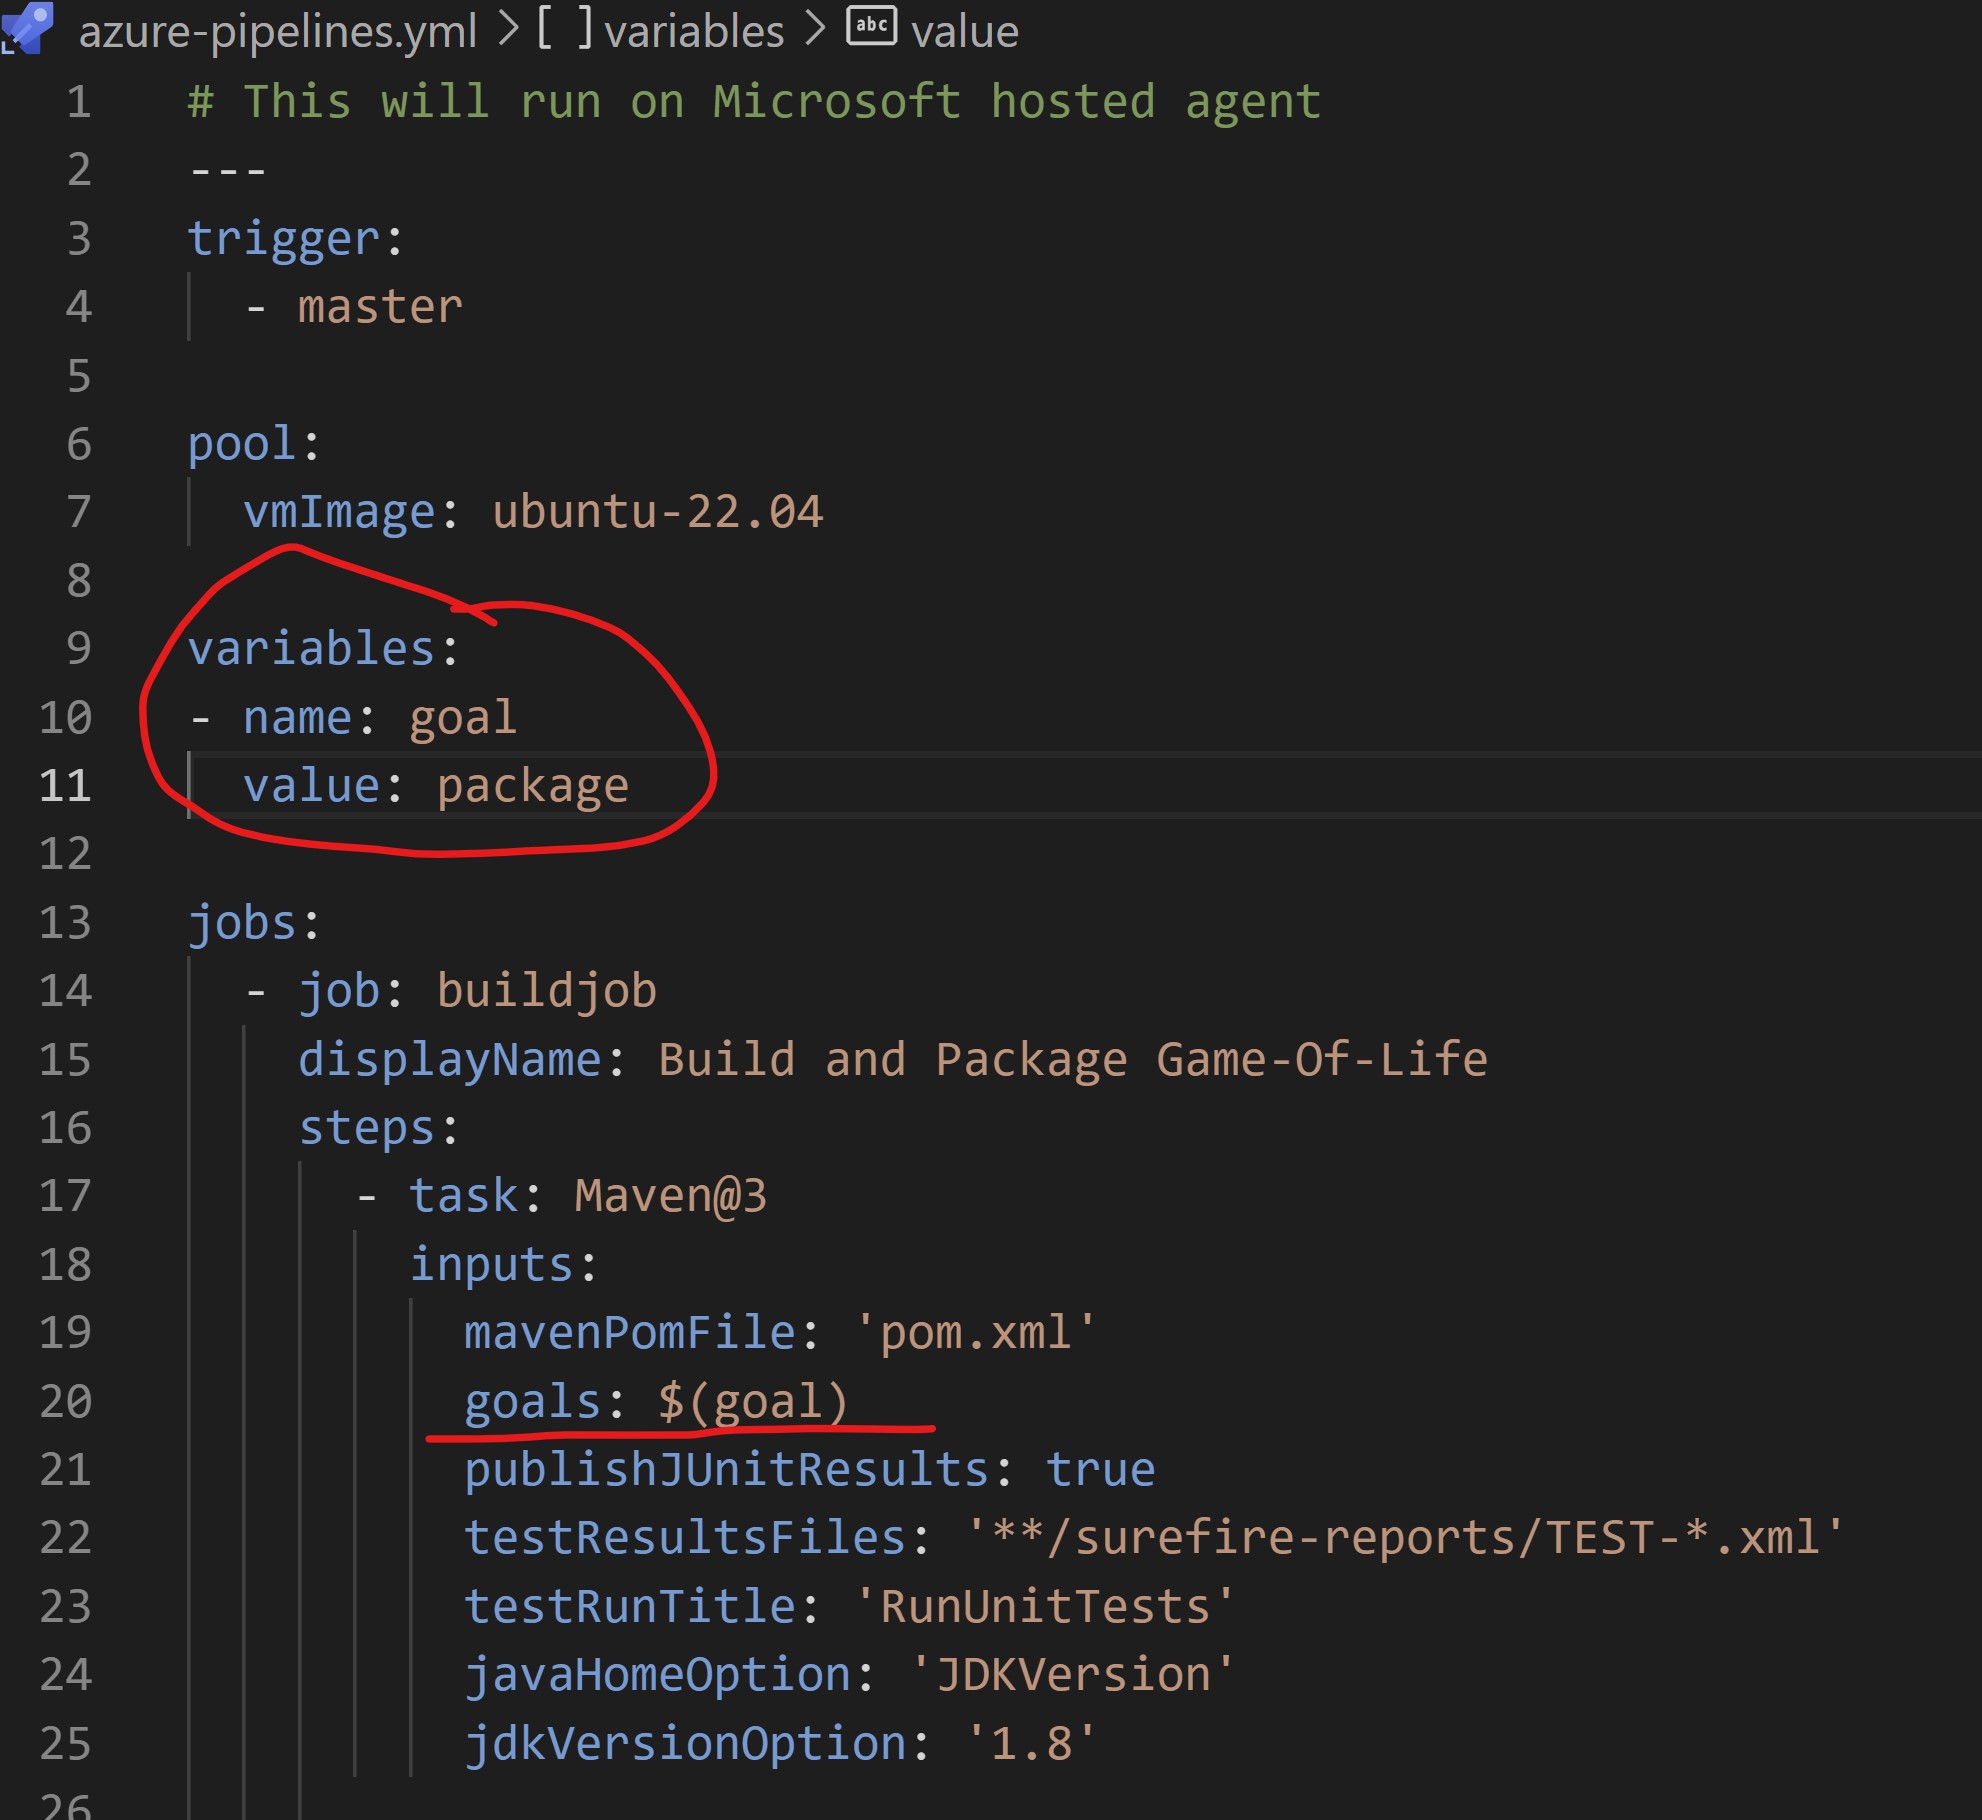 azure-pipelines.yml > [ ] variables > abc value
1 # This will run on Microsoft hosted agent
2 ---
3 trigger:
4   - master
5
6 pool:
7   vmImage: ubuntu-22.04
8
9 variables:
10 - name: goal
11   value: package
12
13 jobs:
14   - job: buildjob
15     displayName: Build and Package Game-Of-Life
16     steps:
17       - task: Maven@3
18         inputs:
19           mavenPomFile: 'pom.xml'
20           goals: $(goal)
21           publishJUnitResults: true
22           testResultsFiles: '**/surefire-reports/TEST-*.xml'
23           testRunTitle: 'RunUnitTests'
24           javaHomeOption: 'JDKVersion'
25           jdkVersionOption: '1.8'
26